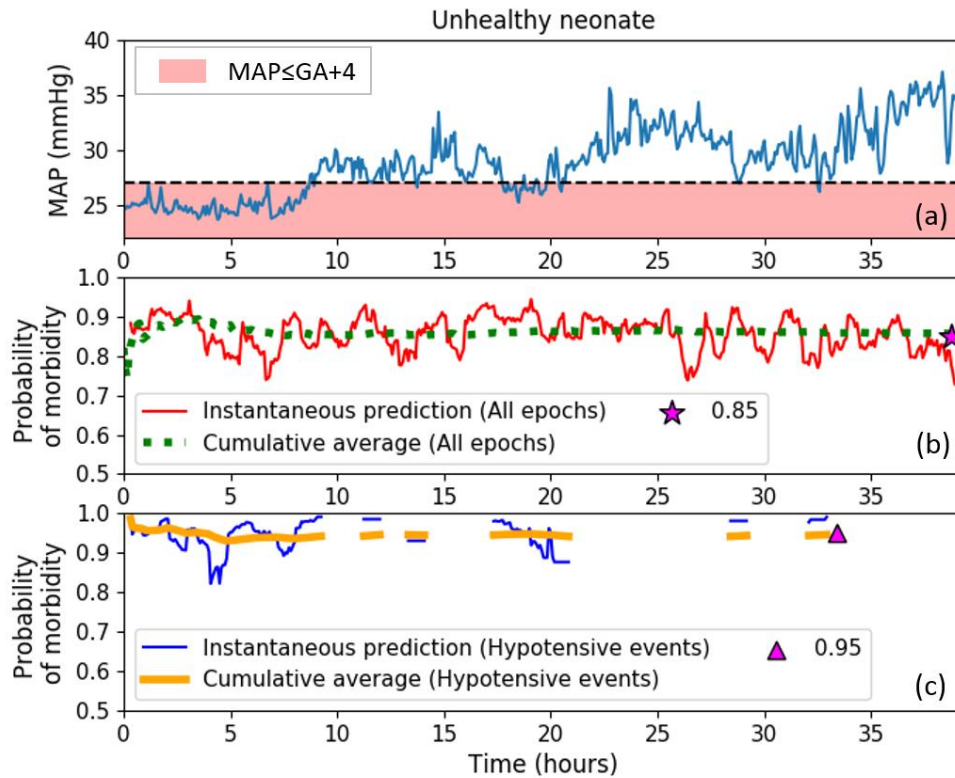 Unhealthy neonate
40
35
30
25
MAP (mmHg)
MAP≤GA+4
(a)
0 5 10 15 20 25 30 35
1.0
0.9
0.8
0.7
0.6
0.5
Probability
of morbidity
Instantaneous prediction (All epochs) 0.85
Cumulative average (All epochs)
(b)
0 5 10 15 20 25 30 35
1.0
0.9
0.8
0.7
0.6
0.5
Probability
of morbidity
Instantaneous prediction (Hypotensive events) 0.95
Cumulative average (Hypotensive events)
(c)
0 5 10 15 20 25 30 35
Time (hours)